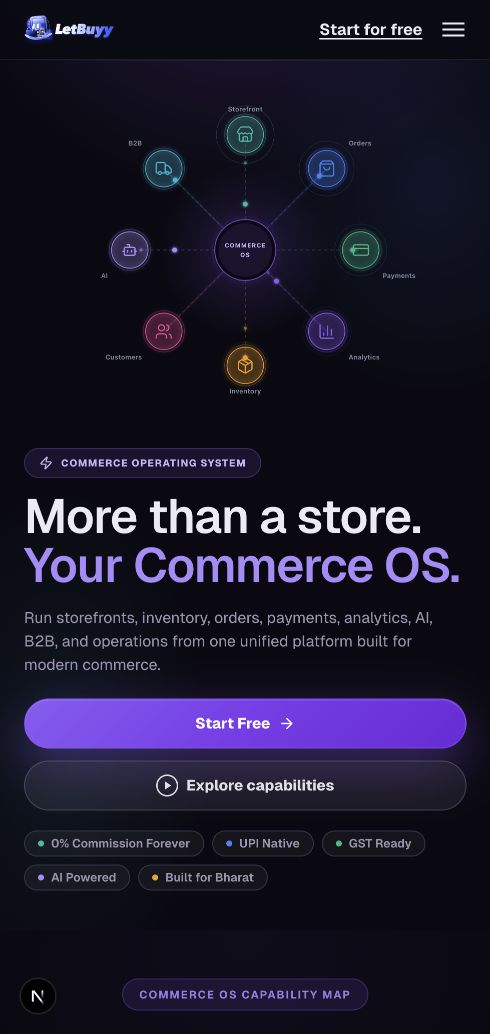 LetBuyy
Start for free
Storefront
B2B
Orders
COMMERCE
OS
AI
Payments
Customers
Analytics
Inventory
COMMERCE OPERATING SYSTEM
More than a store.
Your Commerce OS.
Run storefronts, inventory, orders, payments, analytics, AI,
B2B, and operations from one unified platform built for
modern commerce.
Start Free →
Explore capabilities
0% Commission Forever
UPI Native
GST Ready
AI Powered
Built for Bharat
N
COMMERCE OS CAPABILITY MAP